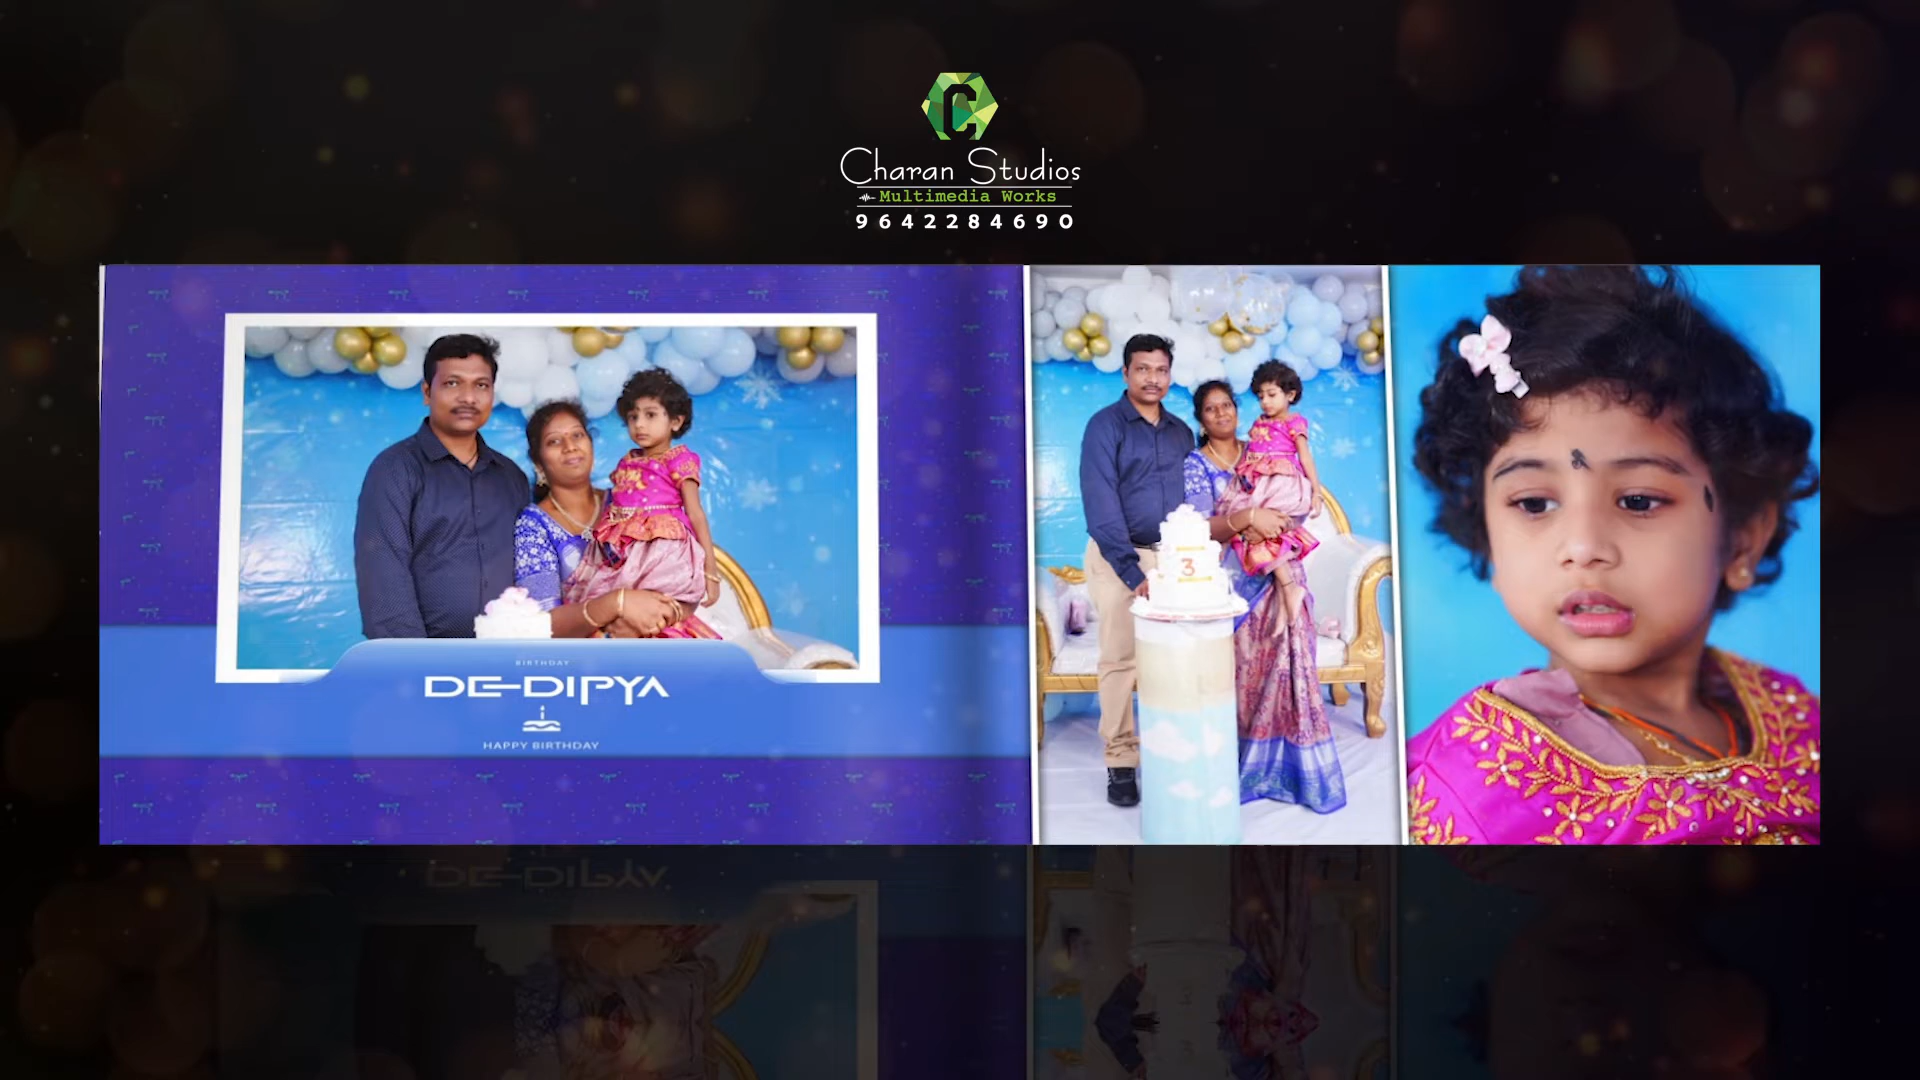 C
Charan Studios
Multimedia Works
9642284690
BIRTHDAY
DE-DIPYA
HAPPY BIRTHDAY
3